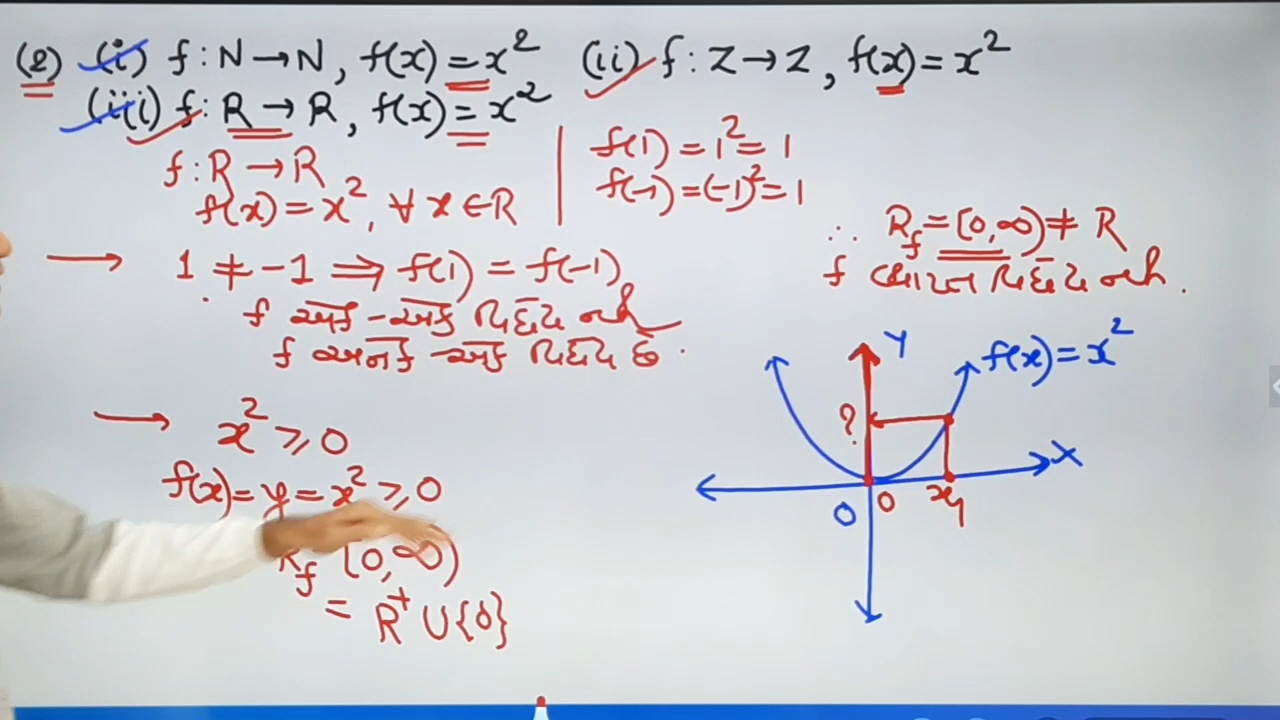 (2) (i) f : N → N, f(x) = x² (ii) f : Z → Z, f(x) = x²
(iii) f : R → R, f(x) = x²
f : R → R
f(x) = x², ∀ x ∈ R
f(1) = 1² = 1
f(-1) = (-1)² = 1
→ 1 ≠ -1 ⇒ f(1) = f(-1)
f એક-એક વિધેય નથી
f અનેક-એક વિધેય છે.
∴ R_f = [0, ∞) ≠ R
f વ્યાપ્ત વિધેય નથી.
→ x² ≥ 0
f(x) = y = x² ≥ 0
R_f [0, ∞)
= R⁺ ∪ {0}
Y
f(x) = x²
?
X
0 0 x₁